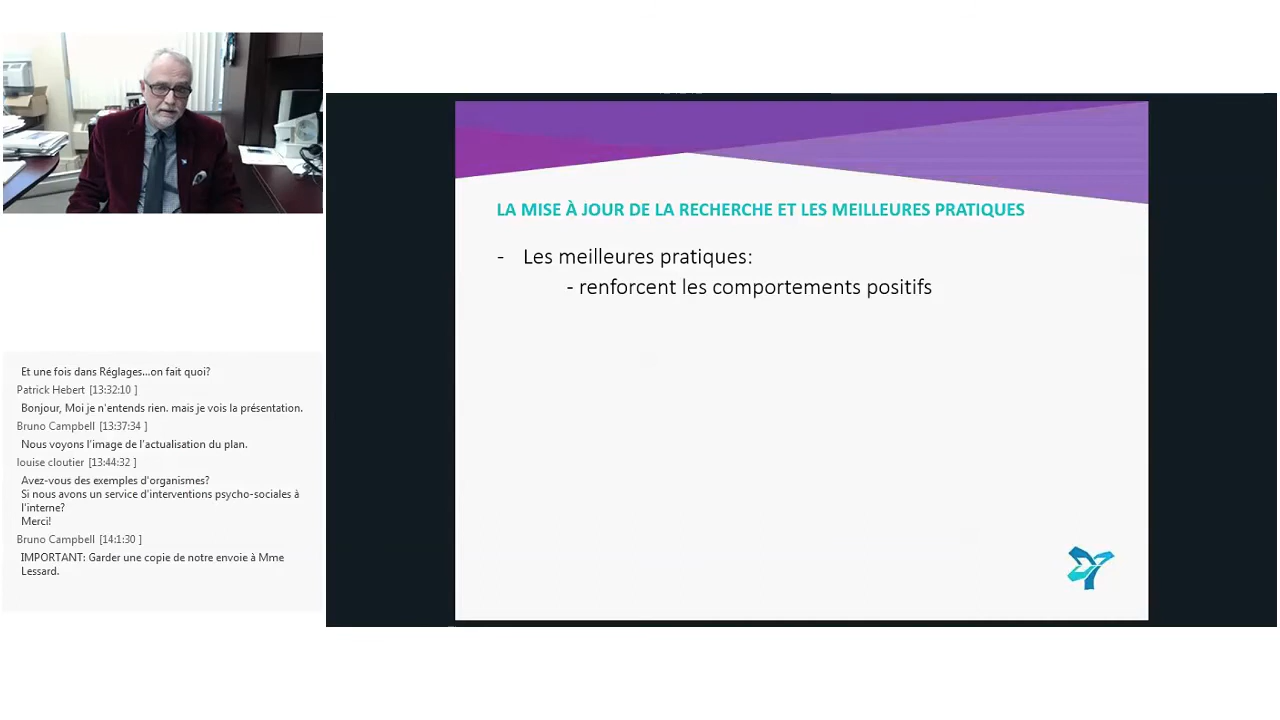 LA MISE À JOUR DE LA RECHERCHE ET LES MEILLEURES PRATIQUES
- Les meilleures pratiques:
- renforcent les comportements positifs
Et une fois dans Réglages...on fait quoi?
Patrick Hebert [13:32:10 ]
Bonjour, Moi je n'entends rien. mais je vois la présentation.
Bruno Campbell [13:37:34 ]
Nous voyons l'image de l'actualisation du plan.
louise cloutier [13:44:32 ]
Avez-vous des exemples d'organismes?
Si nous avons un service d'interventions psycho-sociales à
l'interne?
Merci!
Bruno Campbell [14:1:30 ]
IMPORTANT: Garder une copie de notre envoie à Mme
Lessard.